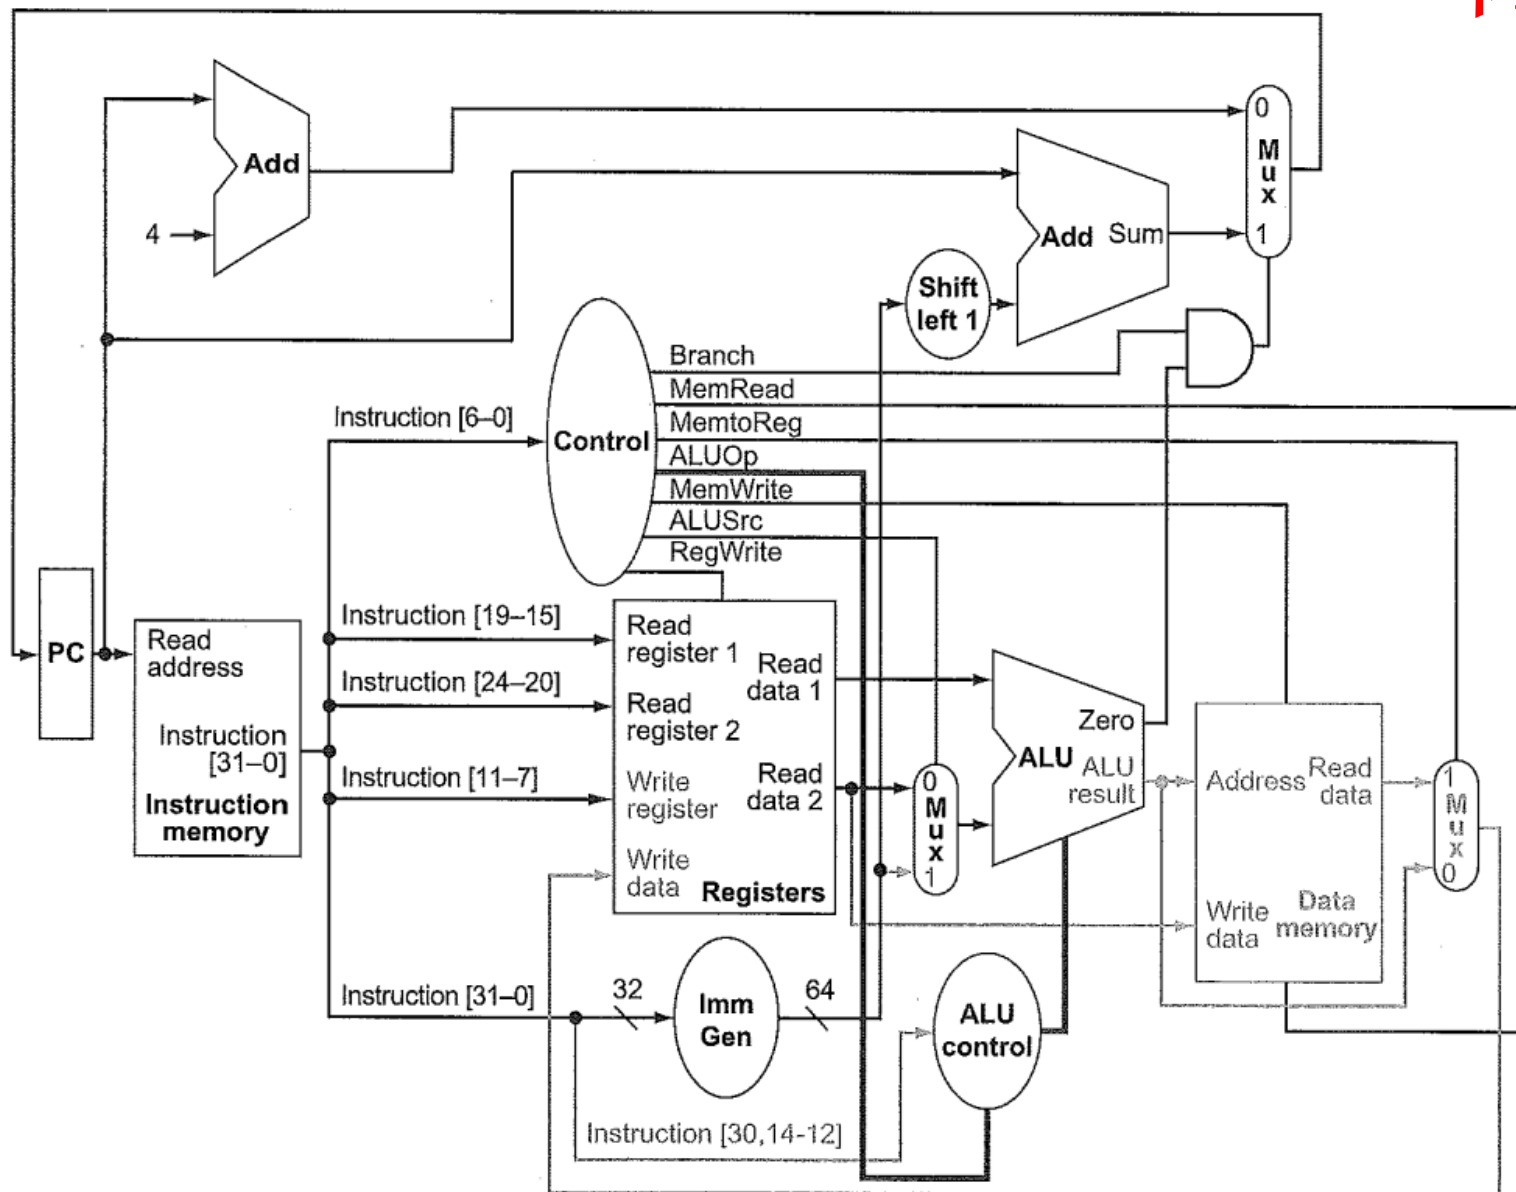 0
M
u
x
1
Add
4
Add Sum
Shift
left 1
Branch
MemRead
Instruction [6–0]
MemtoReg
Control
ALUOp
MemWrite
ALUSrc
RegWrite
Instruction [19–15]
PC
Read
address
Read
register 1
Read
data 1
Instruction [24–20]
Read
register 2
Instruction
[31–0]
Instruction [11–7]
Write
register
Read
data 2
Instruction
memory
Write
data
Registers
0
M
u
x
1
Zero
ALU
ALU
result
Address
Read
data
Write
data
Data
memory
1
M
u
x
0
Instruction [31–0]
32
Imm
Gen
64
ALU
control
Instruction [30,14-12]